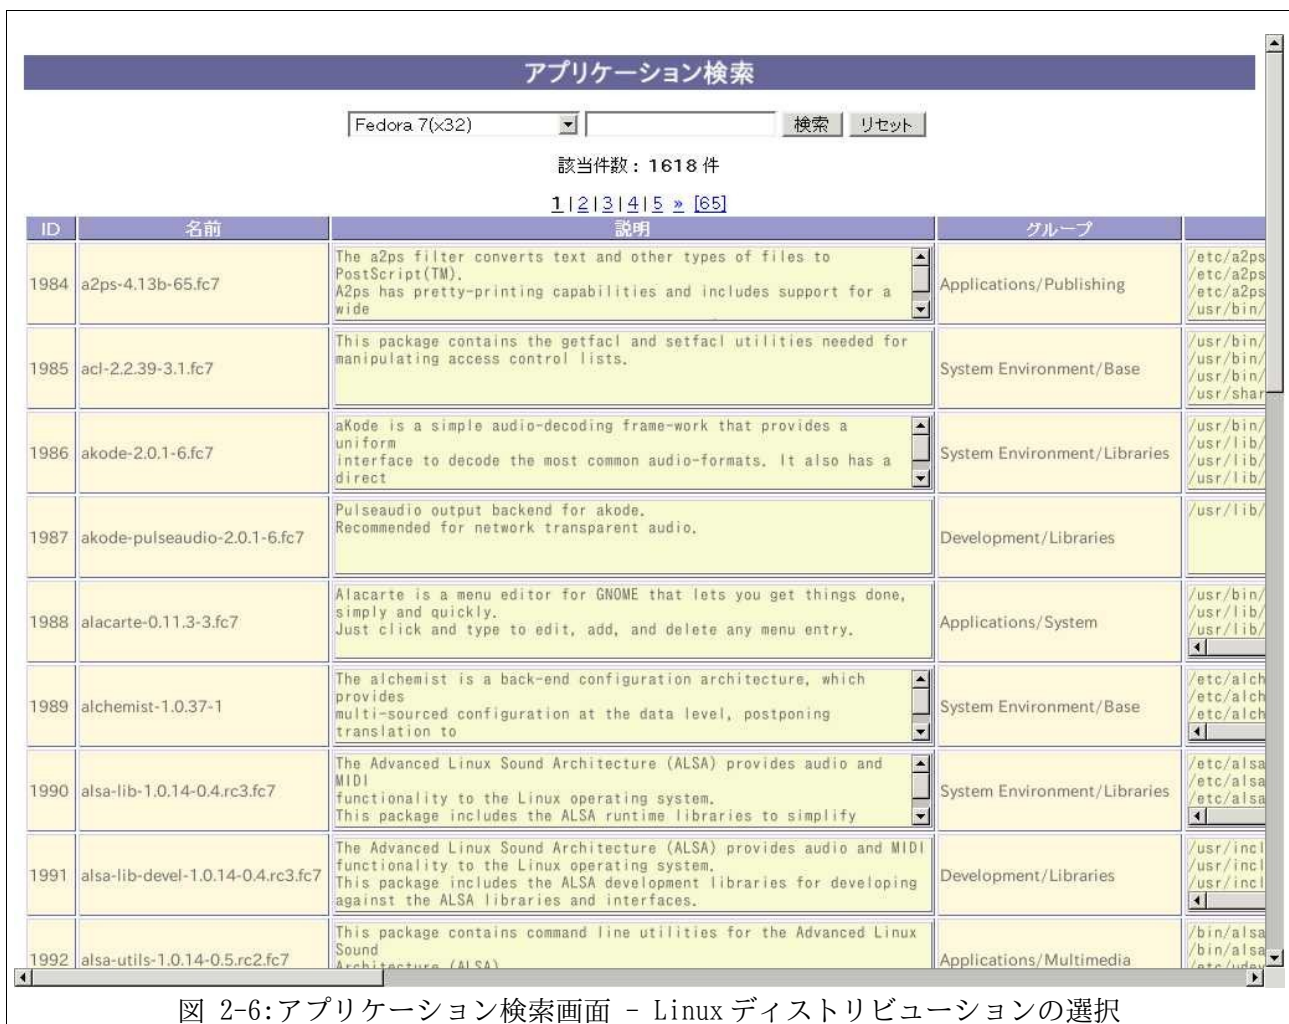 アプリケーション検索
Fedora 7(x32) 検索 リセット
該当件数 : 1618 件
1|2|3|4|5 » [65]
ID 名前 説明 グループ
1984 a2ps-4.13b-65.fc7
The a2ps filter converts text and other types of files to
PostScript(TM).
A2ps has pretty-printing capabilities and includes support for a
wide
Applications/Publishing
/etc/a2ps
/etc/a2ps
/etc/a2ps
/usr/bin/
1985 acl-2.2.39-3.1.fc7
This package contains the getfacl and setfacl utilities needed for
manipulating access control lists.
System Environment/Base
/usr/bin/
/usr/bin/
/usr/bin/
/usr/shar
1986 akode-2.0.1-6.fc7
aKode is a simple audio-decoding frame-work that provides a
uniform
interface to decode the most common audio-formats. It also has a
direct
System Environment/Libraries
/usr/bin/
/usr/lib/
/usr/lib/
/usr/lib/
1987 akode-pulseaudio-2.0.1-6.fc7
Pulseaudio output backend for akode.
Recommended for network transparent audio.
Development/Libraries
/usr/lib/
1988 alacarte-0.11.3-3.fc7
Alacarte is a menu editor for GNOME that lets you get things done,
simply and quickly.
Just click and type to edit, add, and delete any menu entry.
Applications/System
/usr/bin/
/usr/lib/
/usr/lib/
1989 alchemist-1.0.37-1
The alchemist is a back-end configuration architecture, which
provides
multi-sourced configuration at the data level, postponing
translation to
System Environment/Base
/etc/alch
/etc/alch
/etc/alch
1990 alsa-lib-1.0.14-0.4.rc3.fc7
The Advanced Linux Sound Architecture (ALSA) provides audio and
MIDI
functionality to the Linux operating system.
This package includes the ALSA runtime libraries to simplify
System Environment/Libraries
/etc/alsa
/etc/alsa
/etc/alsa
1991 alsa-lib-devel-1.0.14-0.4.rc3.fc7
The Advanced Linux Sound Architecture (ALSA) provides audio and MIDI
functionality to the Linux operating system.
This package includes the ALSA development libraries for developing
against the ALSA libraries and interfaces.
Development/Libraries
/usr/incl
/usr/incl
/usr/incl
1992 alsa-utils-1.0.14-0.5.rc2.fc7
This package contains command line utilities for the Advanced Linux
Sound
Architecture (ALSA)
Applications/Multimedia
/bin/alsa
/bin/alsa
/etc/udev
図 2-6:アプリケーション検索画面 - Linux ディストリビューションの選択